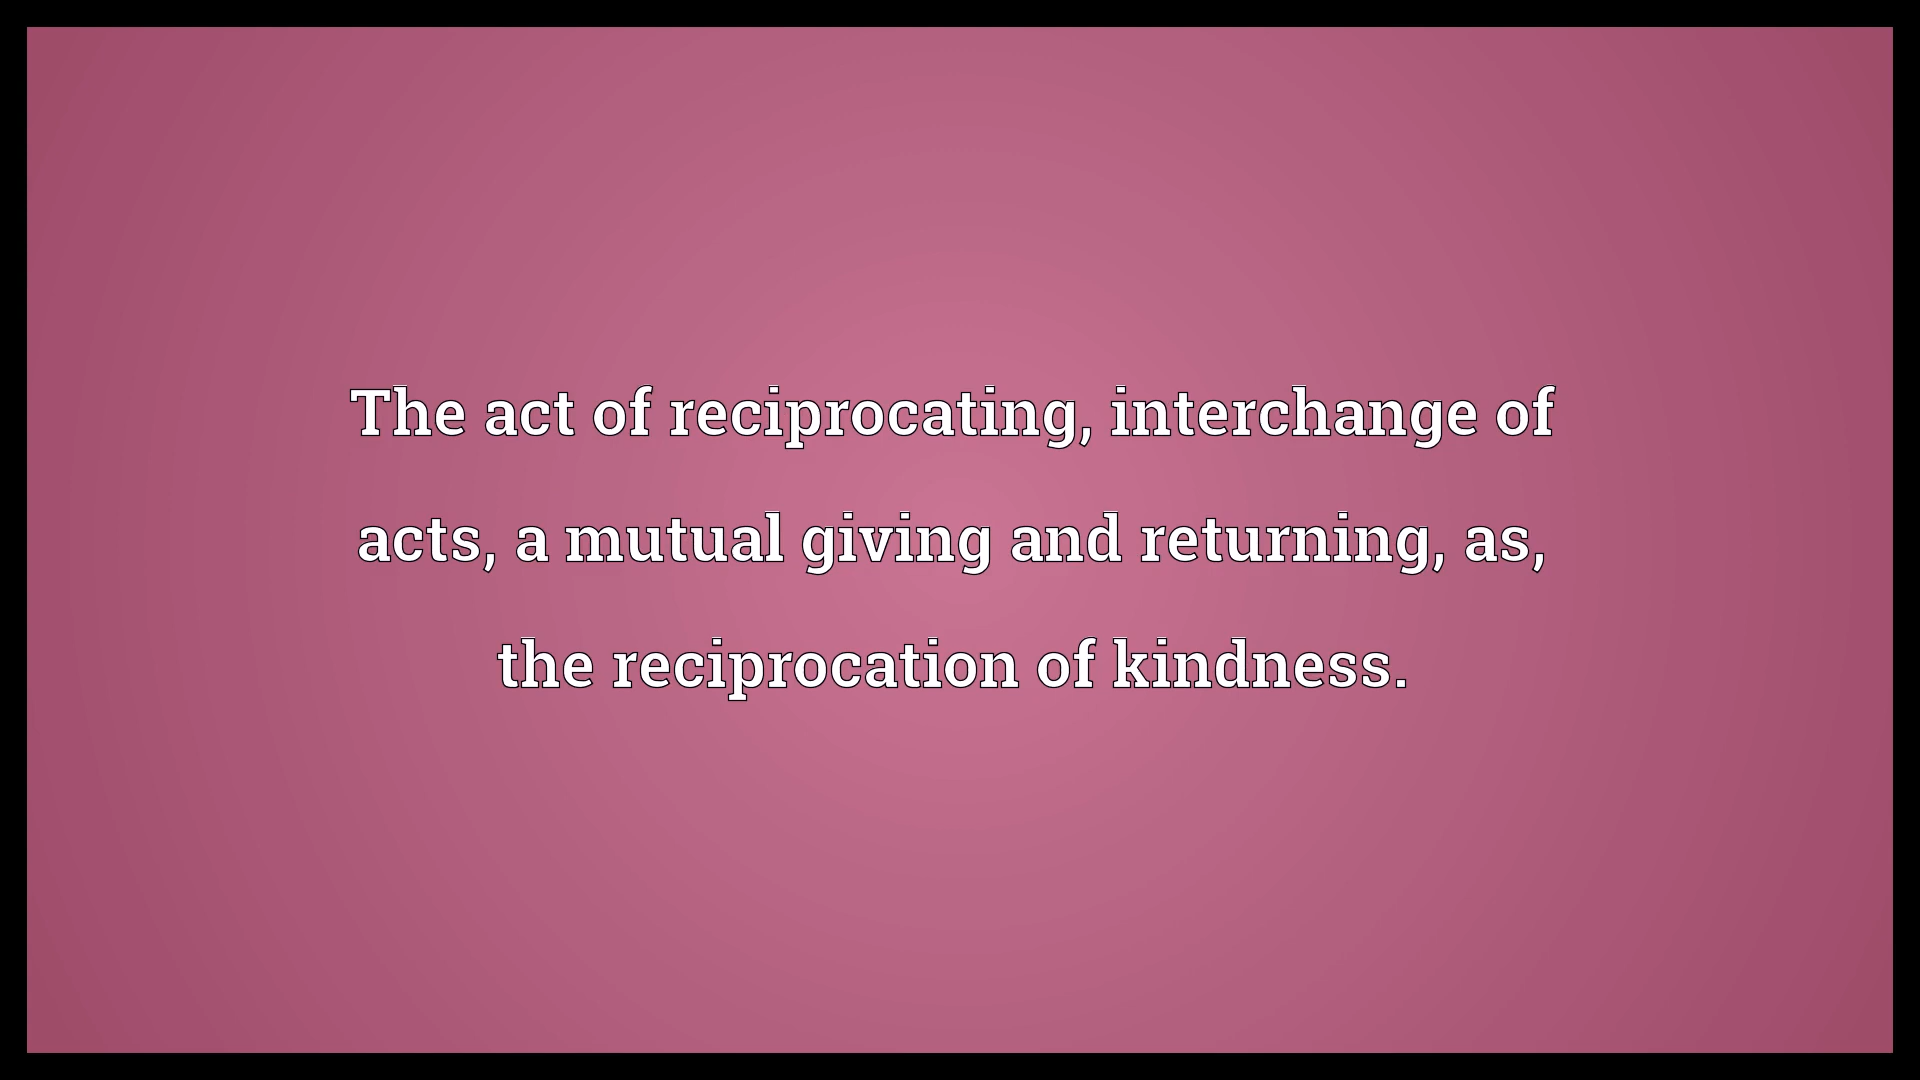 The act of reciprocating, interchange of
acts, a mutual giving and returning, as,
the reciprocation of kindness.